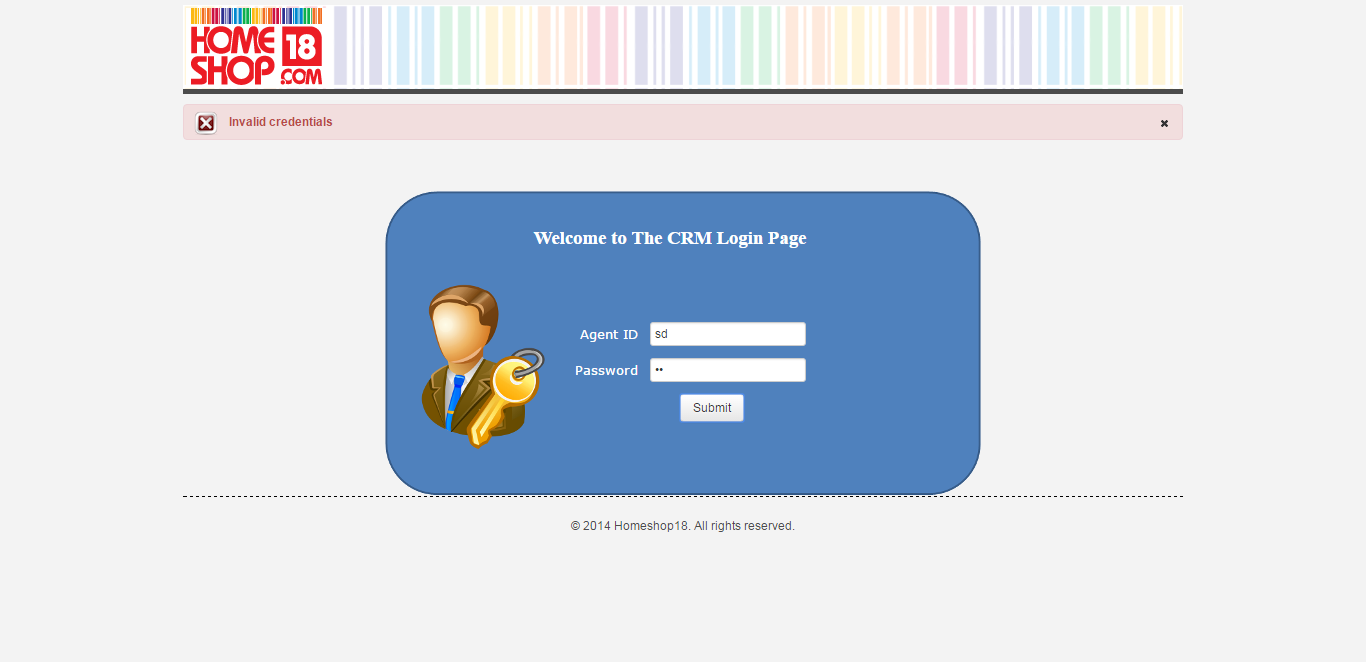 HOME 18
SHOP .COM
Invalid credentials
Welcome to The CRM Login Page
Agent ID sd
Password ••
Submit
© 2014 Homeshop18. All rights reserved.